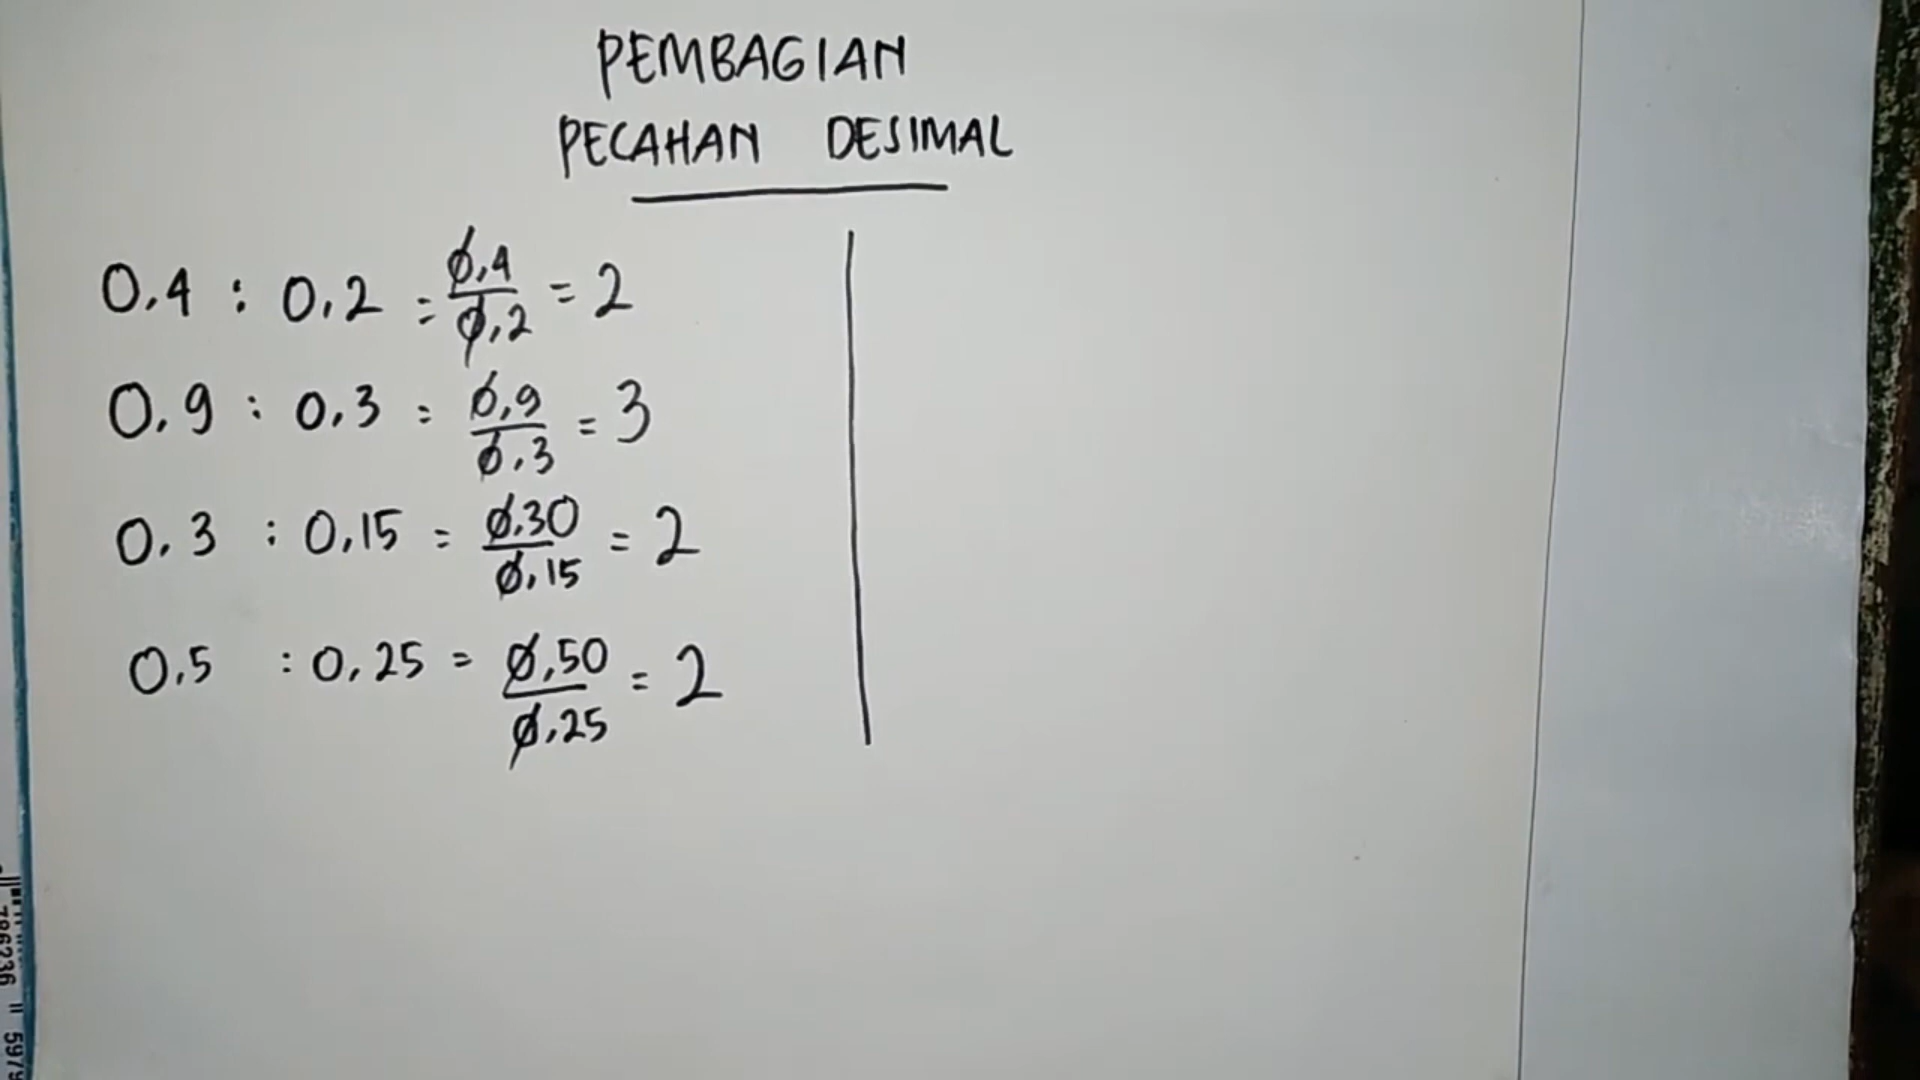 PEMBAGIAN
PECAHAN DESIMAL
0,4 : 0,2 = 0,4/0,2 = 2
0,9 : 0,3 = 0,9/0,3 = 3
0,3 : 0,15 = 0,30/0,15 = 2
0,5 : 0,25 = 0,50/0,25 = 2
786236